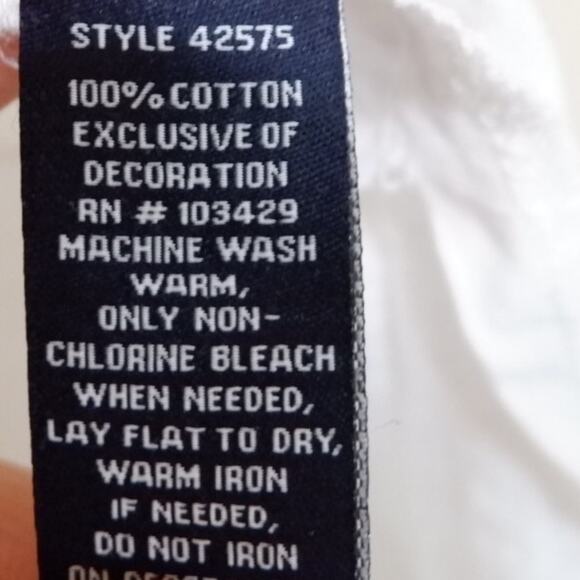 STYLE 42575
100% COTTON
EXCLUSIVE OF
DECORATION
RN # 103429
MACHINE WASH
WARM,
ONLY NON-
CHLORINE BLEACH
WHEN NEEDED,
LAY FLAT TO DRY,
WARM IRON
IF NEEDED,
DO NOT IRON
ON